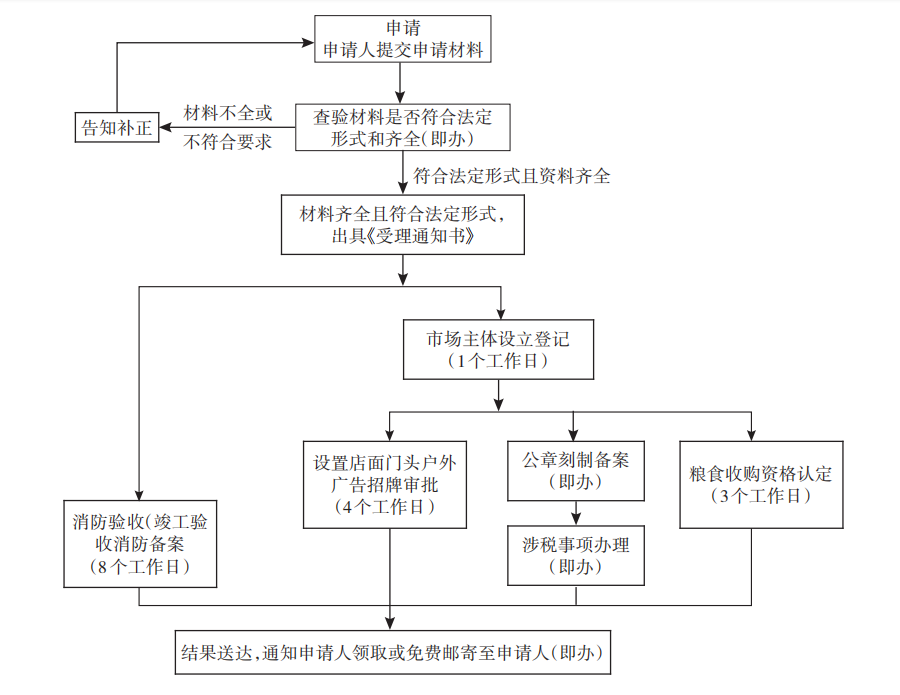 申请
申请人提交申请材料
查验材料是否符合法定
形式和齐全(即办)
材料不全或
不符合要求
告知补正
符合法定形式且资料齐全
材料齐全且符合法定形式,
出具《受理通知书》
市场主体设立登记
(1个工作日)
设置店面门头户外
广告招牌审批
(4个工作日)
公章刻制备案
(即办)
粮食收购资格认定
(3个工作日)
消防验收(竣工验
收消防备案
(8个工作日)
涉税事项办理
(即办)
结果送达,通知申请人领取或免费邮寄至申请人(即办)